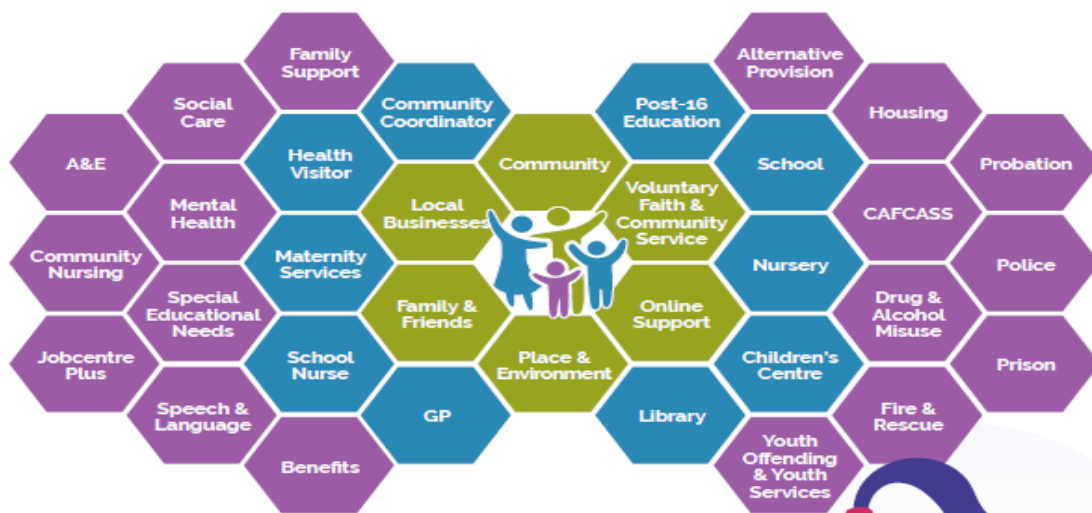 Family
Support
Alternative
Provision
Social
Care
Community
Coordinator
Post-16
Education
Housing
A&E
Health
Visitor
Community
School
Probation
Mental
Health
Local
Businesses
Voluntary
Faith &
Community
Service
CAFCASS
Community
Nursing
Maternity
Services
Nursery
Police
Special
Educational
Needs
Family &
Friends
Online
Support
Drug &
Alcohol
Misuse
Jobcentre
Plus
School
Nurse
Place &
Environment
Children's
Centre
Prison
Speech &
Language
GP
Library
Fire &
Rescue
Benefits
Youth
Offending
& Youth
Services